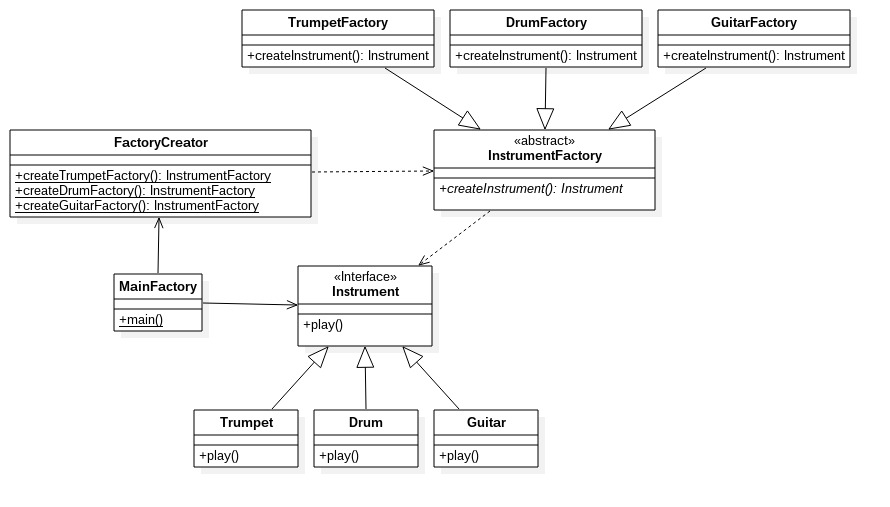 TrumpetFactory
+createInstrument(): Instrument
DrumFactory
+createInstrument(): Instrument
GuitarFactory
+createInstrument(): Instrument
FactoryCreator
+createTrumpetFactory(): InstrumentFactory
+createDrumFactory(): InstrumentFactory
+createGuitarFactory(): InstrumentFactory
«abstract»
InstrumentFactory
+createInstrument(): Instrument
MainFactory
+main()
«Interface»
Instrument
+play()
Trumpet
+play()
Drum
+play()
Guitar
+play()